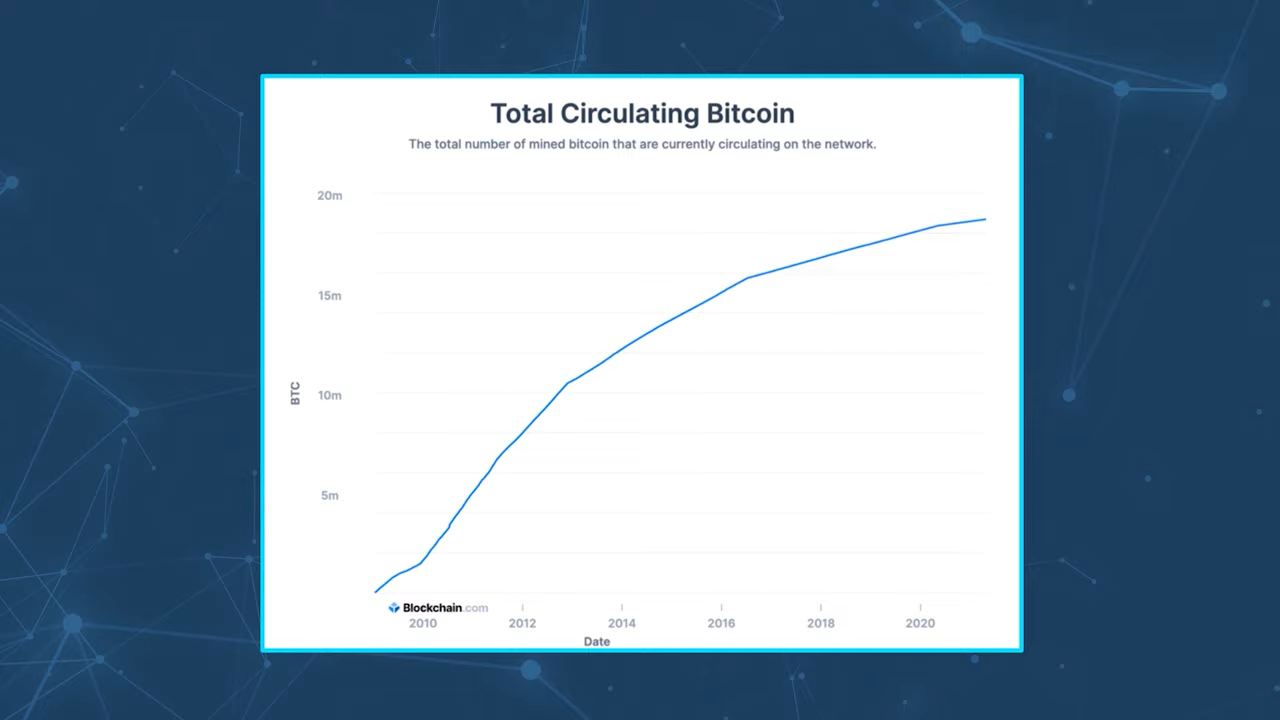 Total Circulating Bitcoin
The total number of mined bitcoin that are currently circulating on the network.
20m
15m
BTC
10m
5m
Blockchain.com
2010 2012 2014 2016 2018 2020
Date